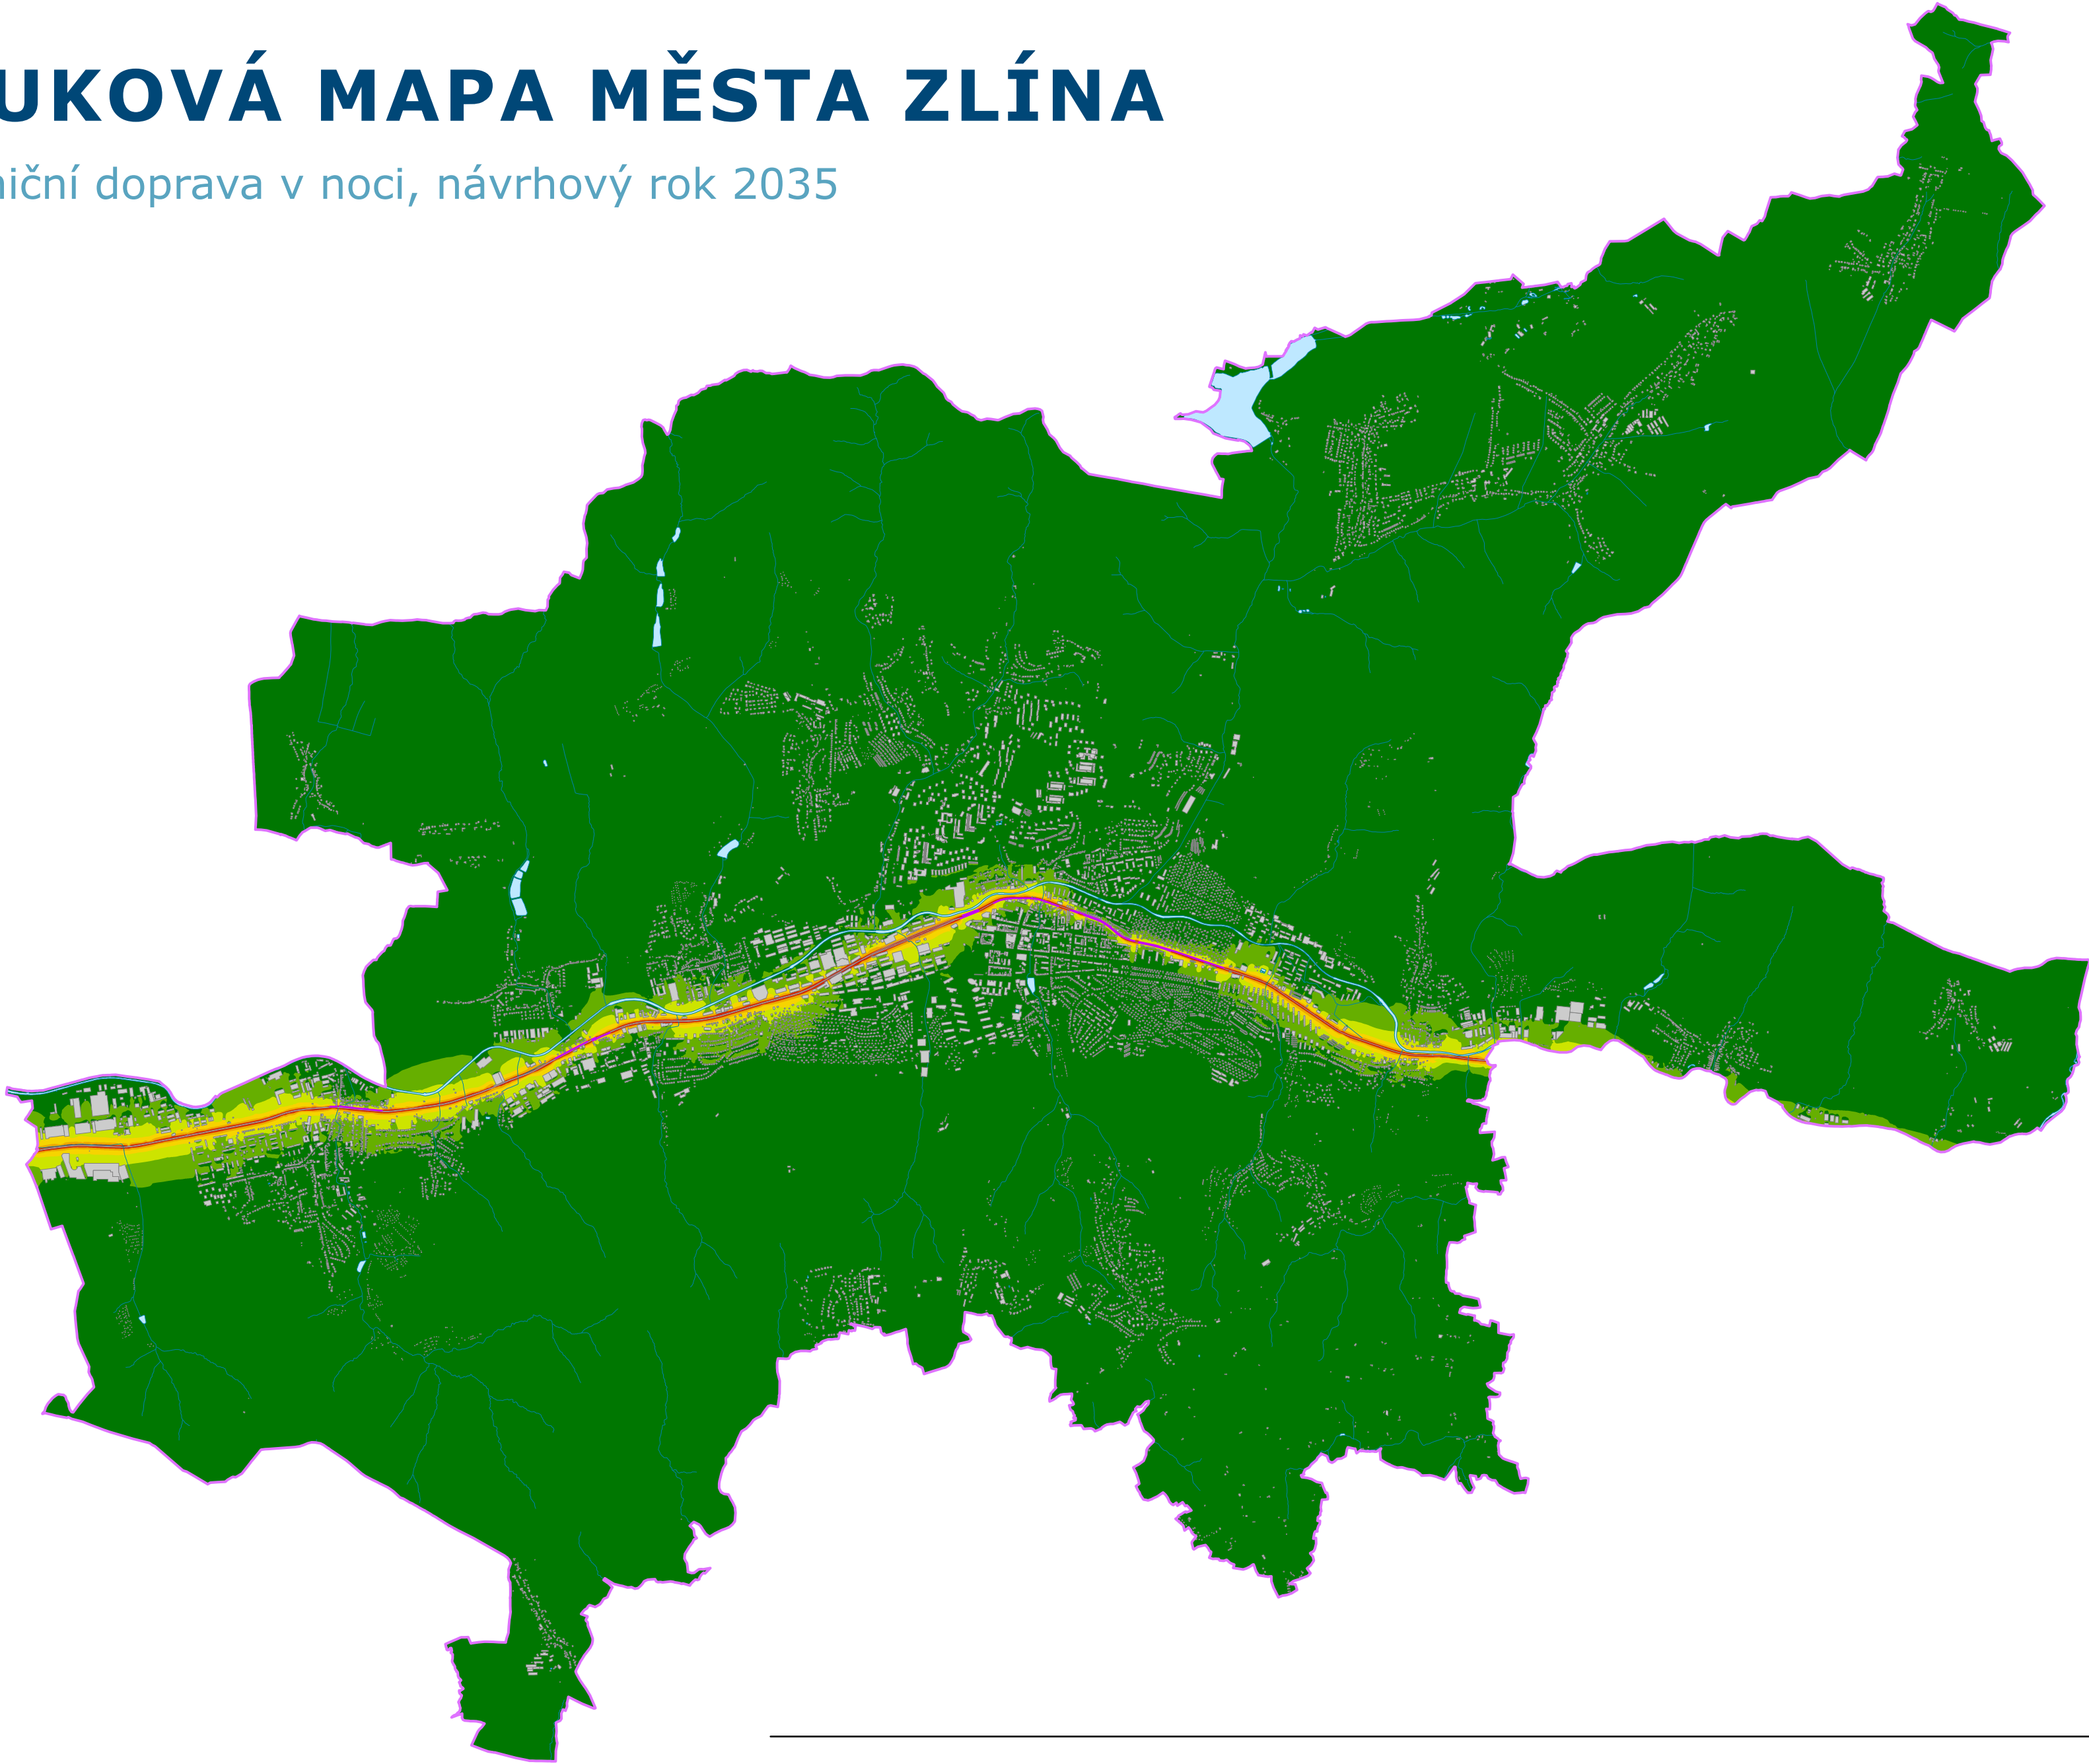 UKOVÁ MAPA MĚSTA ZLÍNA
niční doprava v noci, návrhový rok 2035